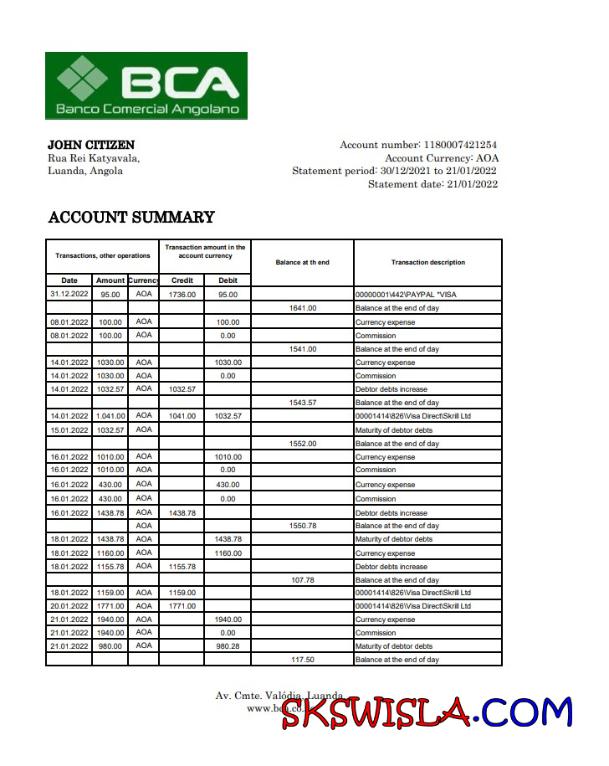 BCA
Banco Comercial Angolano
JOHN CITIZEN
Rua Rei Katyavala,
Luanda, Angola
Account number: 1180007421254
Account Currency: AOA
Statement period: 30/12/2021 to 21/01/2022
Statement date: 21/01/2022
ACCOUNT SUMMARY
Transactions, other operations Transaction amount in the account currency Balance at th end Transaction description
Date Amount Currency Credit Debit
31.12.2022 95.00 AOA 1736.00 95.00 00000001\442\PAYPAL *VISA
1641.00 Balance at the end of day
08.01.2022 100.00 AOA 100.00 Currency expense
08.01.2022 100.00 AOA 0.00 Commission
1541.00 Balance at the end of day
14.01.2022 1030.00 AOA 1030.00 Currency expense
14.01.2022 1030.00 AOA 0.00 Commission
14.01.2022 1032.57 AOA 1032.57 Debtor debts increase
1543.57 Balance at the end of day
14.01.2022 1.041.00 AOA 1041.00 1032.57 00001414\826\Visa Direct\Skrill Ltd
15.01.2022 1032.57 AOA Maturity of debtor debts
1552.00 Balance at the end of day
16.01.2022 1010.00 AOA 1010.00 Currency expense
16.01.2022 1010.00 AOA 0.00 Commission
16.01.2022 430.00 AOA 430.00 Currency expense
16.01.2022 430.00 AOA 0.00 Commission
16.01.2022 1438.78 AOA 1438.78 Debtor debts increase
AOA 1550.78 Balance at the end of day
18.01.2022 1438.78 AOA 1438.78 Maturity of debtor debts
18.01.2022 1160.00 AOA 1160.00 Currency expense
18.01.2022 1155.78 AOA 1155.78 Debtor debts increase
107.78 Balance at the end of day
18.01.2022 1159.00 AOA 1159.00 00001414\826\Visa Direct\Skrill Ltd
20.01.2022 1771.00 AOA 1771.00 00001414\826\Visa Direct\Skrill Ltd
21.01.2022 1940.00 AOA 1940.00 Currency expense
21.01.2022 1940.00 AOA 0.00 Commission
21.01.2022 980.00 AOA 980.28 Maturity of debtor debts
117.50 Balance at the end of day
Av. Cmte. Valódia, Luanda
SKSWISLA.COM